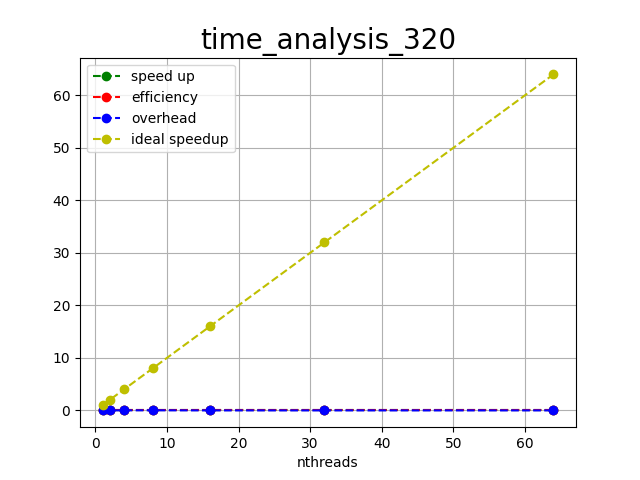 time_analysis_320
speed up
efficiency
overhead
ideal speedup
60
50
40
30
20
10
0
0 10 20 30 40 50 60
nthreads